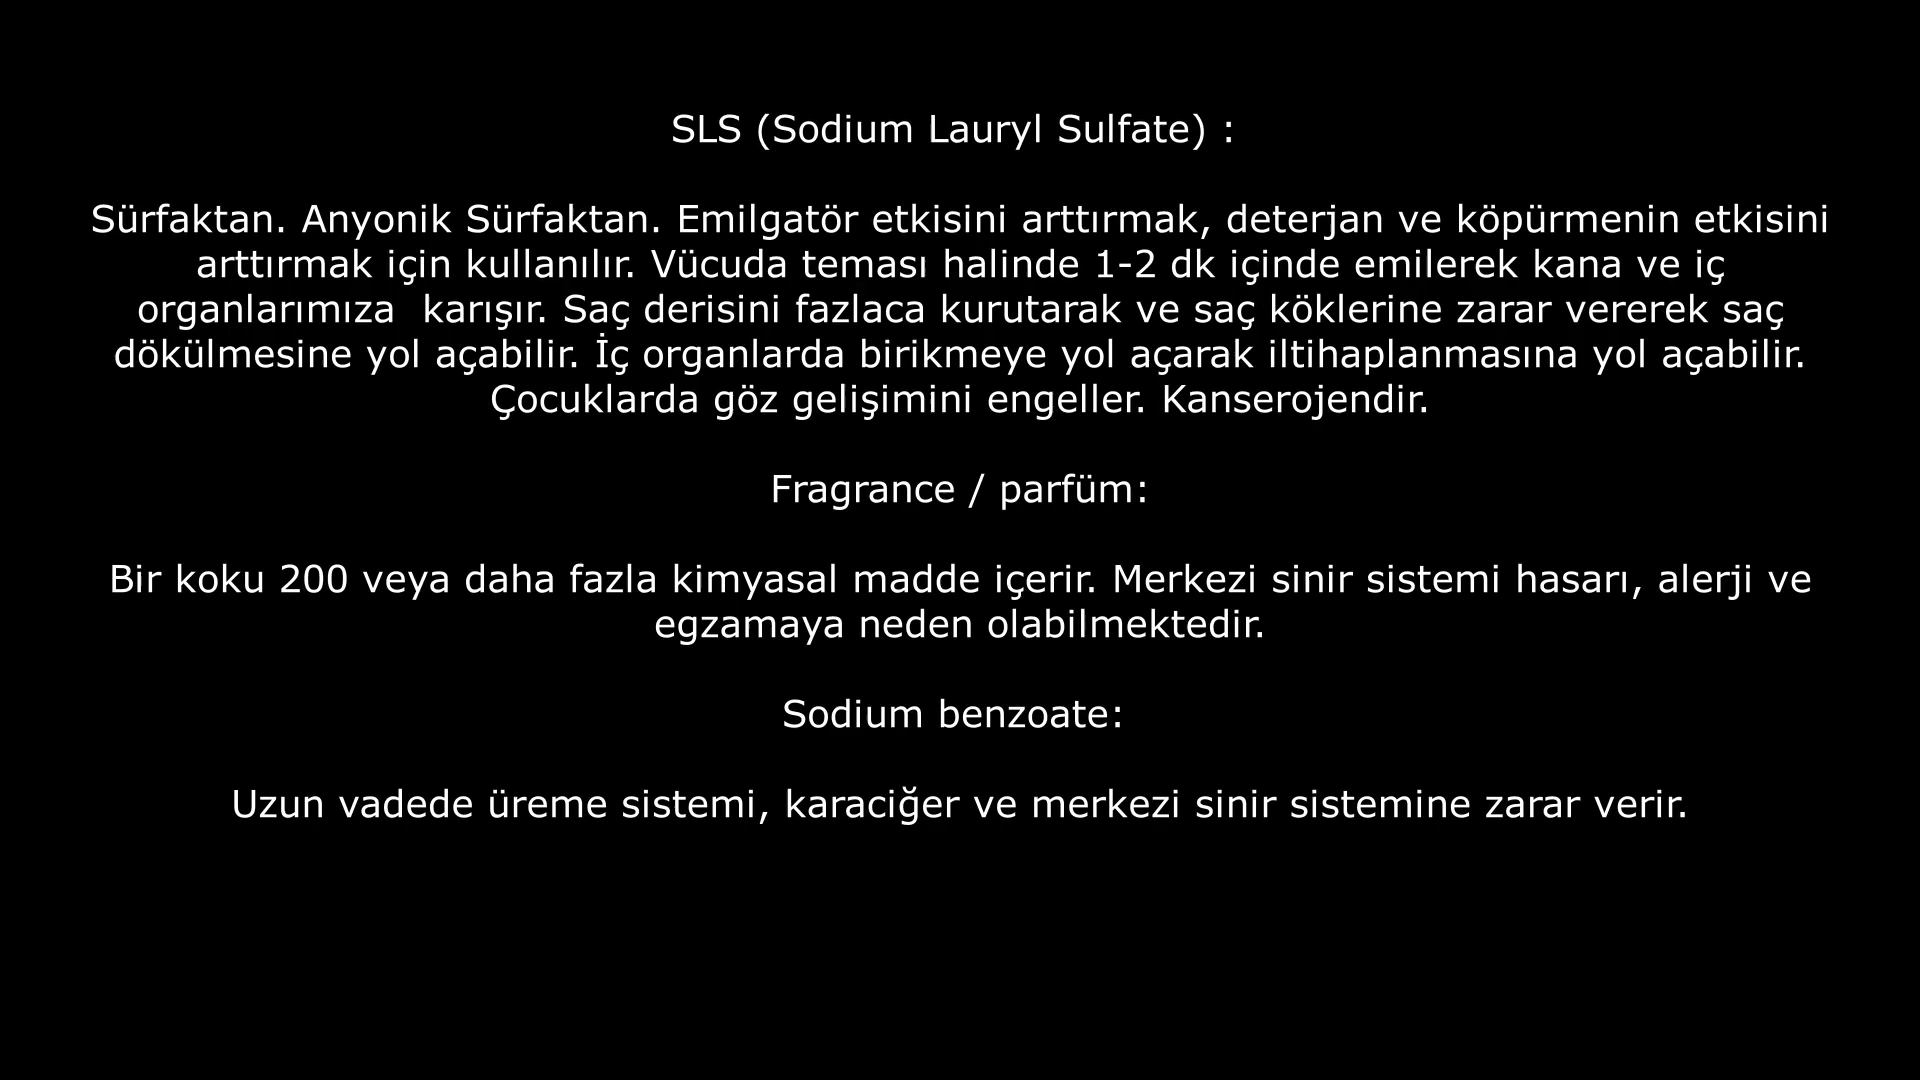 SLS (Sodium Lauryl Sulfate) :
Sürfaktan. Anyonik Sürfaktan. Emilgatör etkisini arttırmak, deterjan ve köpürmenin etkisini
arttırmak için kullanılır. Vücuda teması halinde 1-2 dk içinde emilerek kana ve iç
organlarımıza  karışır. Saç derisini fazlaca kurutarak ve saç köklerine zarar vererek saç
dökülmesine yol açabilir. İç organlarda birikmeye yol açarak iltihaplanmasına yol açabilir.
Çocuklarda göz gelişimini engeller. Kanserojendir.
Fragrance / parfüm:
Bir koku 200 veya daha fazla kimyasal madde içerir. Merkezi sinir sistemi hasarı, alerji ve
egzamaya neden olabilmektedir.
Sodium benzoate:
Uzun vadede üreme sistemi, karaciğer ve merkezi sinir sistemine zarar verir.